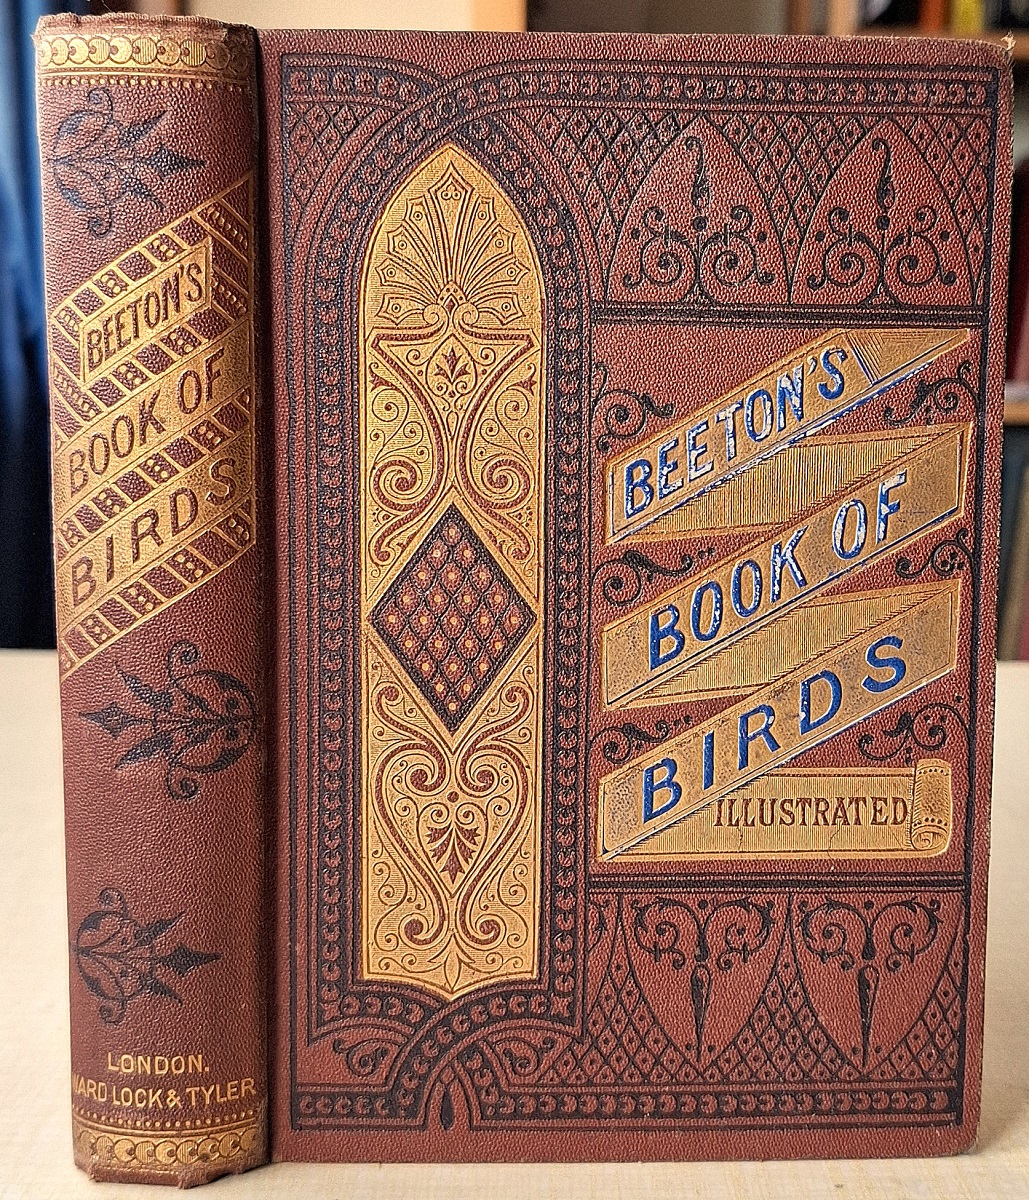 BEETON'S
BOOK OF
BIRDS
LONDON.
WARD LOCK & TYLER
BEETON'S
BOOK OF
BIRDS
ILLUSTRATED